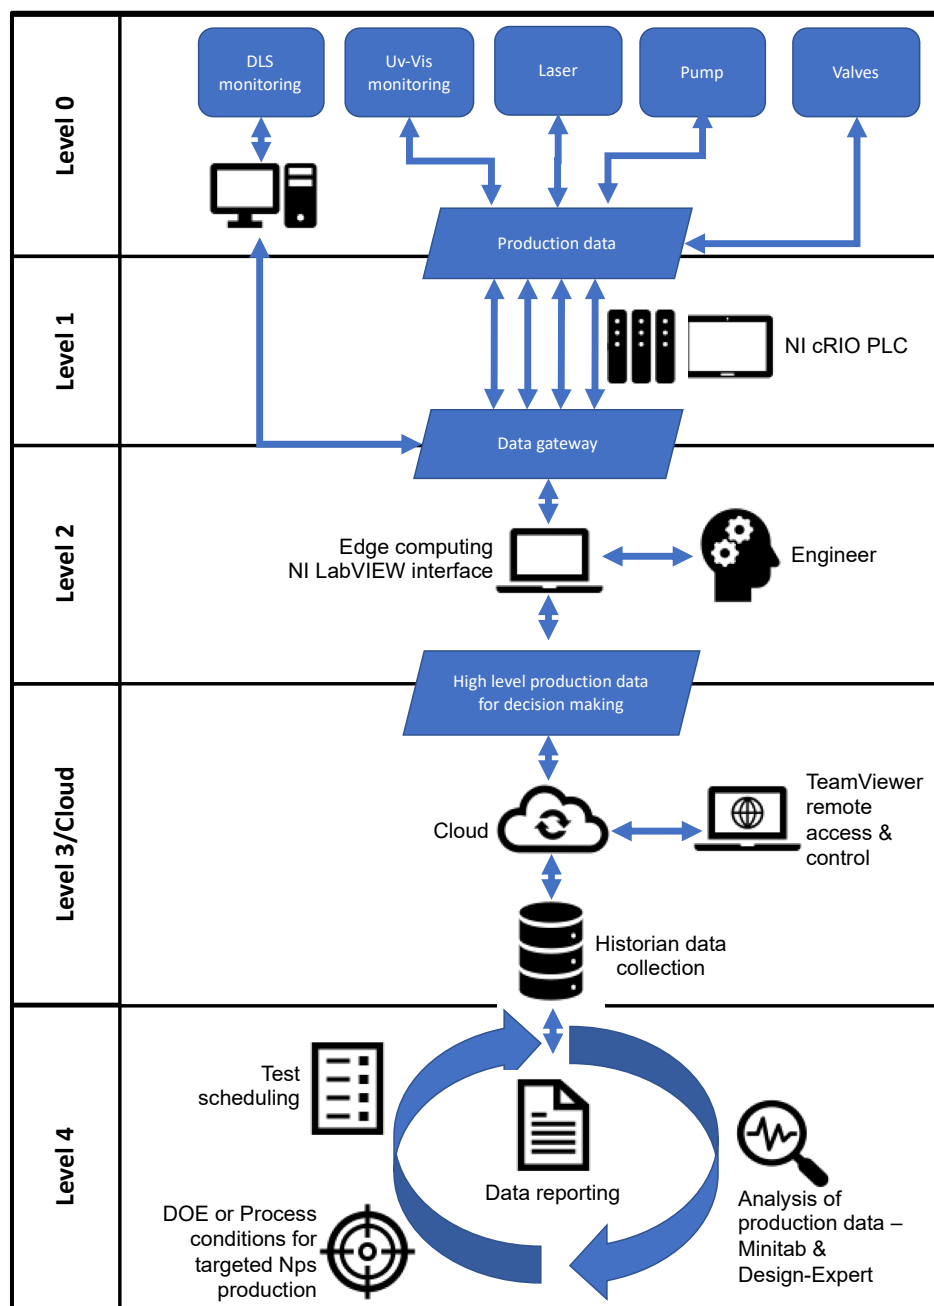 Level 0
DLS
monitoring
Uv-Vis
monitoring
Laser
Pump
Valves
Production data
Level 1
NI cRIO PLC
Data gateway
Level 2
Edge computing
NI LabVIEW interface
Engineer
High level production data
for decision making
Level 3/Cloud
Cloud
TeamViewer
remote
access &
control
Historian data
collection
Level 4
Test
scheduling
Data reporting
DOE or Process
conditions for
targeted Nps
production
Analysis of
production data –
Minitab &
Design-Expert